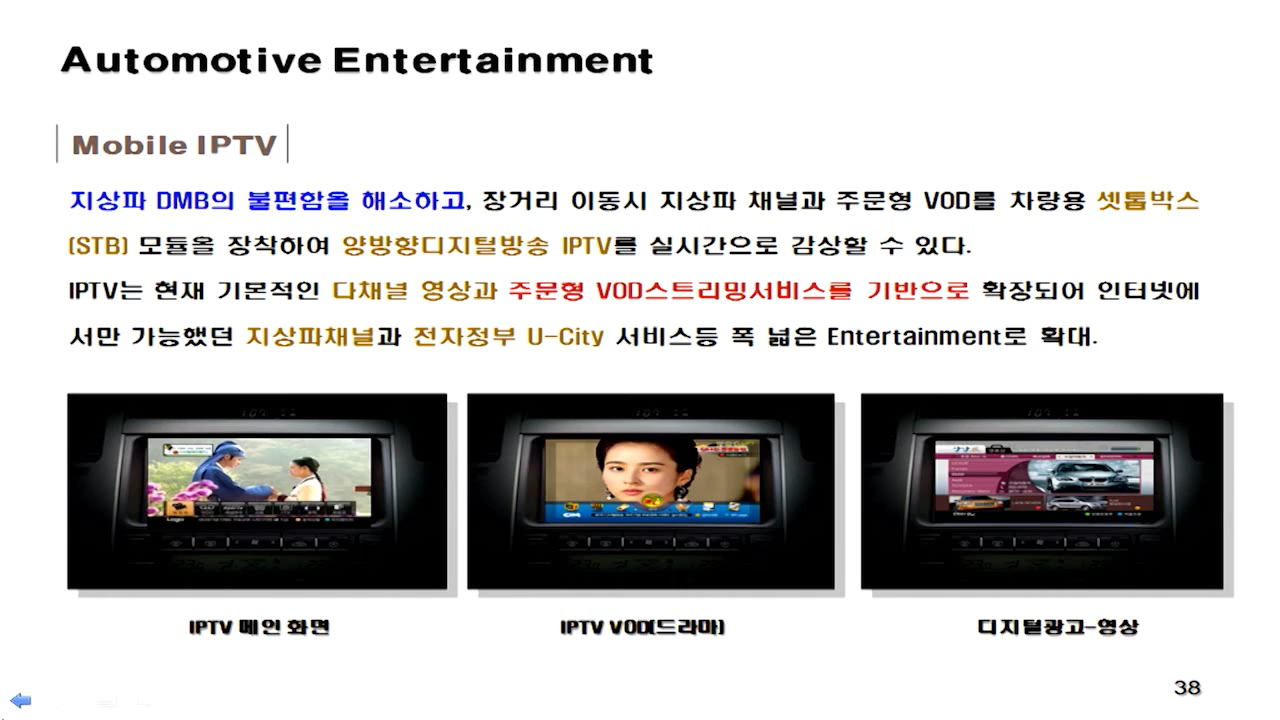 Automotive Entertainment
Mobile IPTV
지상파 DMB의 불편함을 해소하고, 장거리 이동시 지상파 채널과 주문형 VOD를 차량용 셋톱박스
(STB) 모듈을 장착하여 양방향디지털방송 IPTV를 실시간으로 감상할 수 있다.
IPTV는 현재 기본적인 다채널 영상과 주문형 VOD스트리밍서비스를 기반으로 확장되어 인터넷에
서만 가능했던 지상파채널과 전자정부 U-City 서비스등 폭 넓은 Entertainment로 확대.
IPTV 메인 화면
IPTV VOD(드라마)
디지털광고-영상
38